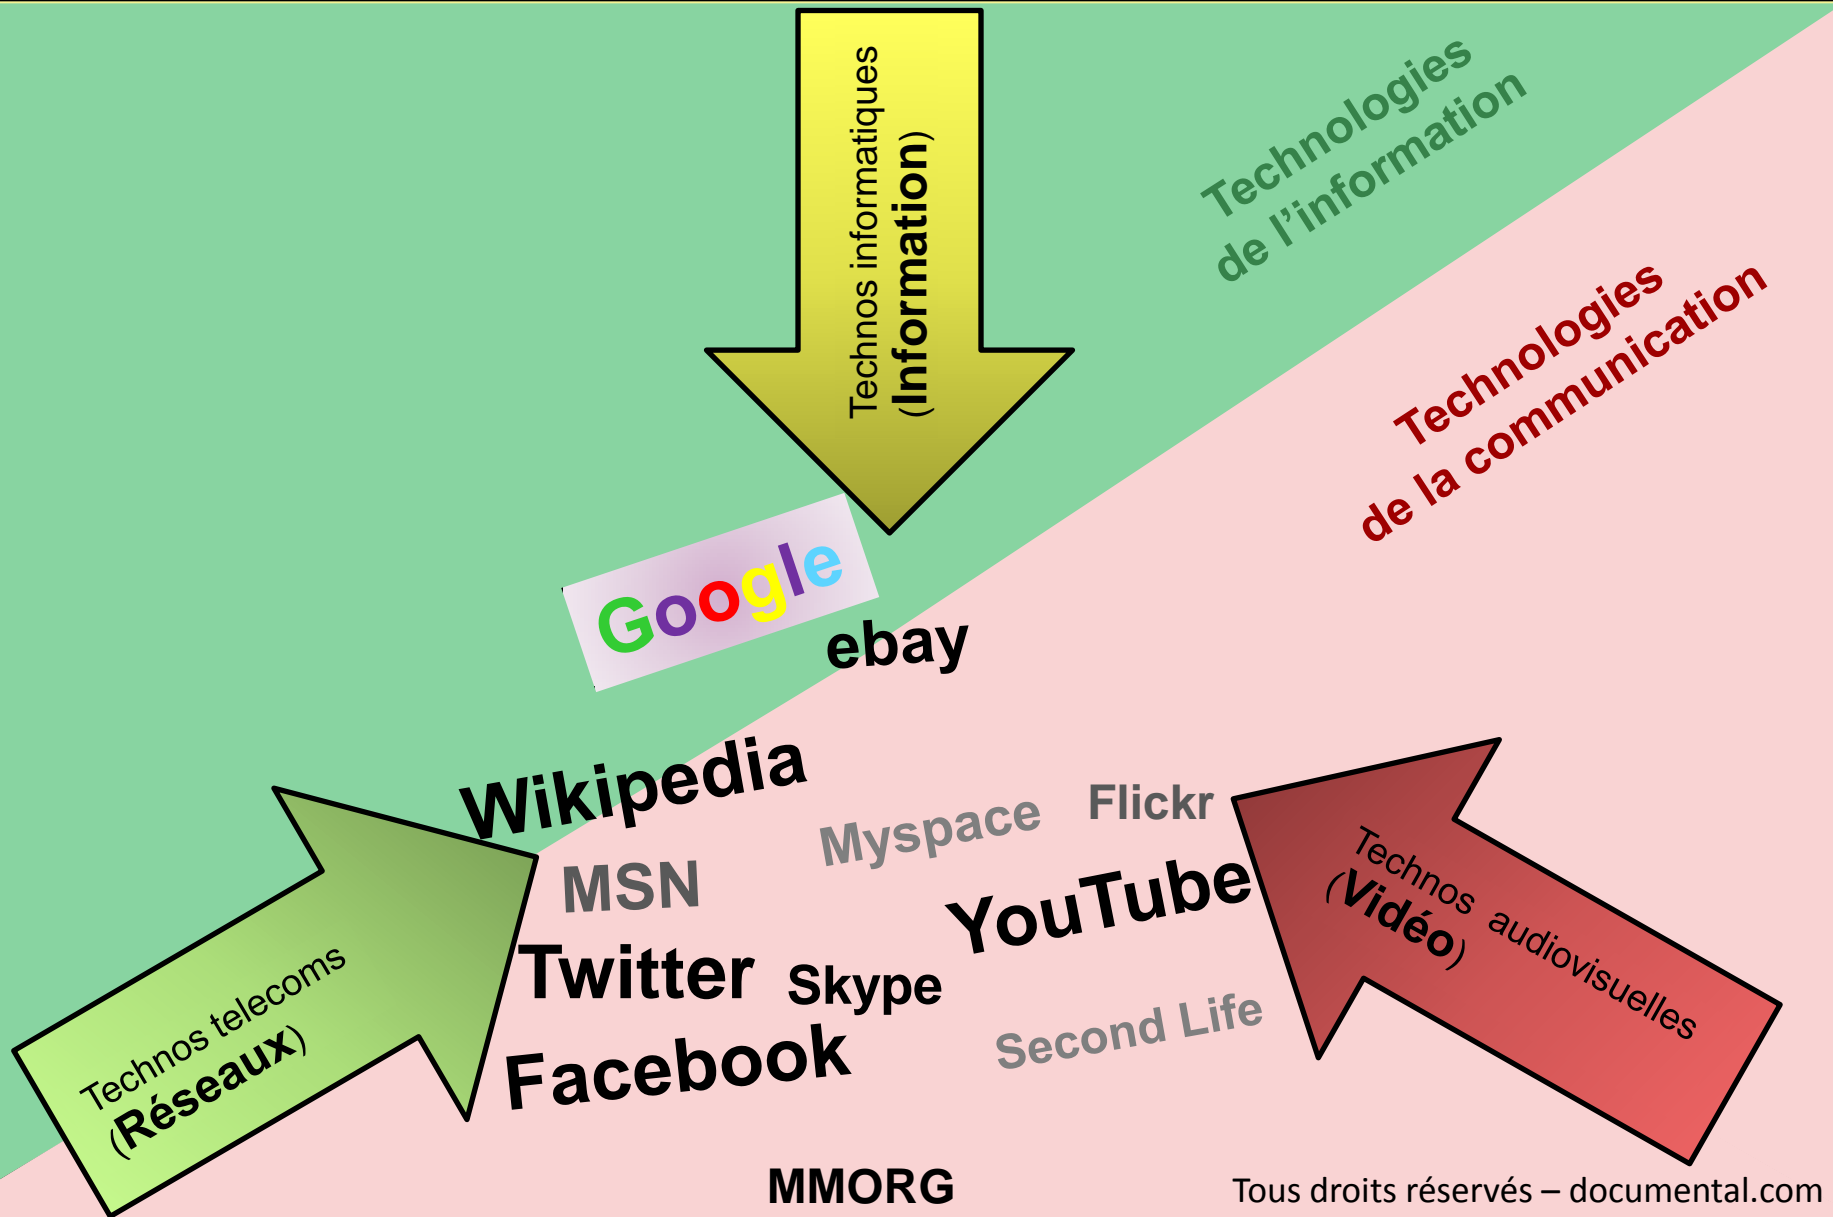 Technos informatiques
(Information)
Technologies
de l’information
Technologies
de la communication
Google
ebay
Wikipedia
Myspace
Flickr
MSN
YouTube
Twitter
Skype
Facebook
Second Life
Technos telecoms
(Réseaux)
Technos audiovisuelles
(Vidéo)
MMORG
Tous droits réservés – documental.com